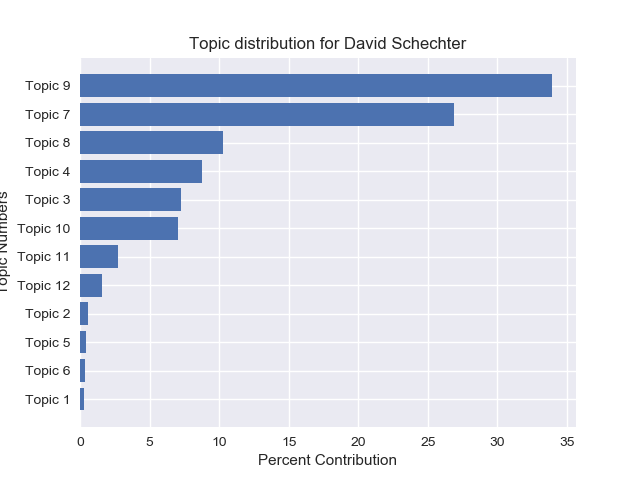 Topic distribution for David Schechter
Topic 9
Topic 7
Topic 8
Topic 4
Topic 3
Topic 10
Topic 11
Topic 12
Topic 2
Topic 5
Topic 6
Topic 1
Topic Numbers
0 5 10 15 20 25 30 35
Percent Contribution